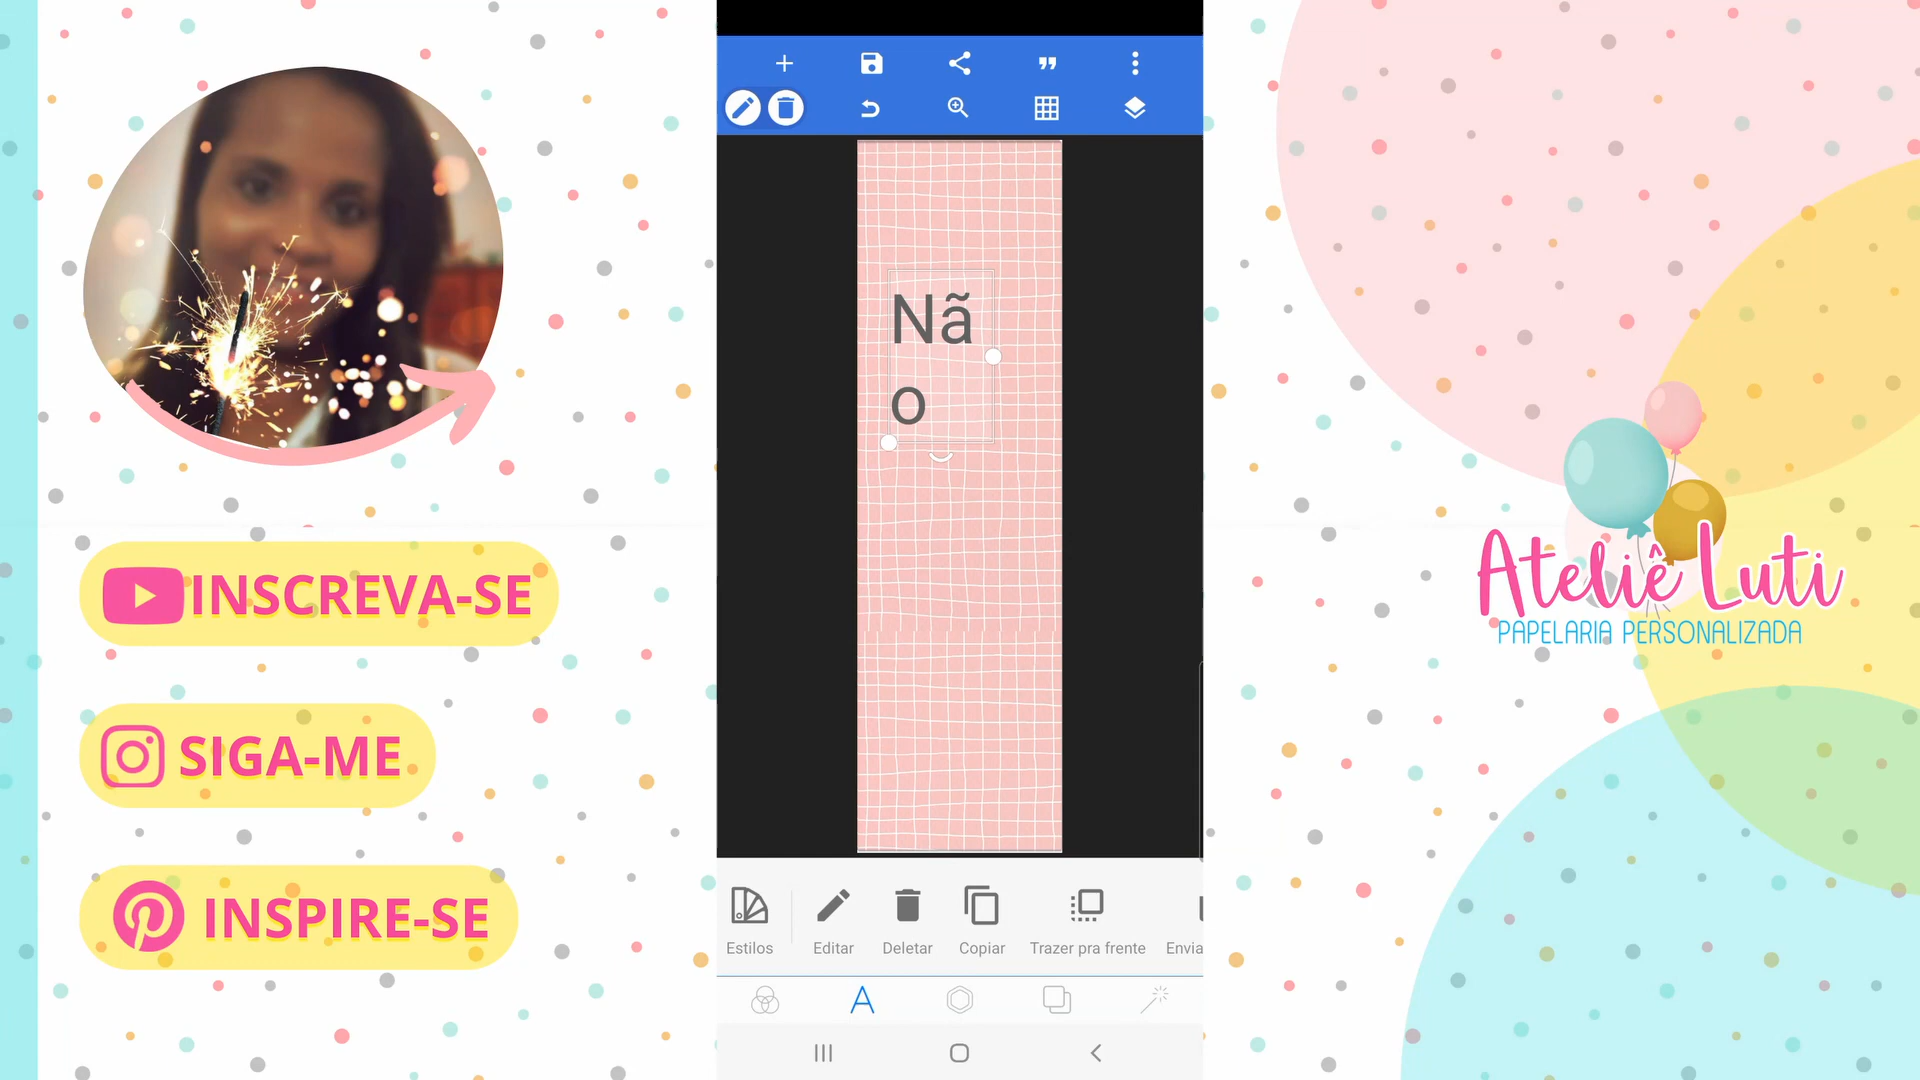 INSCREVA-SE
SIGA-ME
INSPIRE-SE
Nã
o
Estilos
Editar
Deletar
Copiar
Trazer pra frente
Envia
Ateliê Luti
PAPELARIA PERSONALIZADA